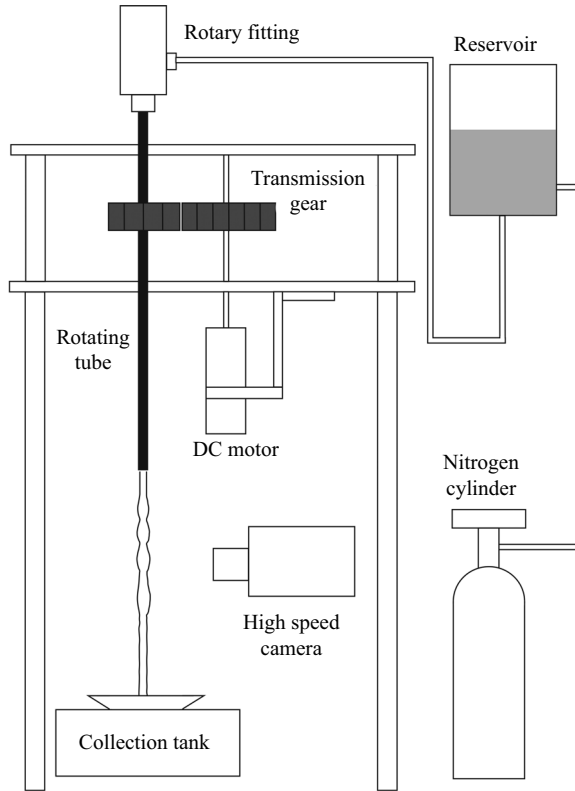 Rotary fitting
Reservoir
Transmission
gear
Rotating
tube
DC motor
Nitrogen
cylinder
High speed
camera
Collection tank